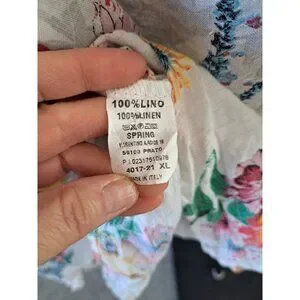 100%LINO
100%LINEN
SPRING
59100 PRATO
4017-21 XL
MADE IN ITALY